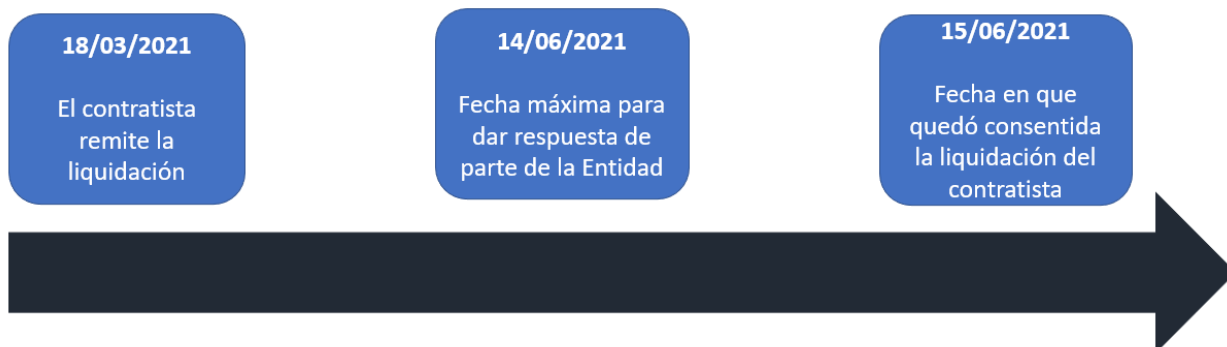 18/03/2021
El contratista
remite la
liquidación
14/06/2021
Fecha máxima para
dar respuesta de
parte de la Entidad
15/06/2021
Fecha en que
quedó consentida
la liquidación del
contratista